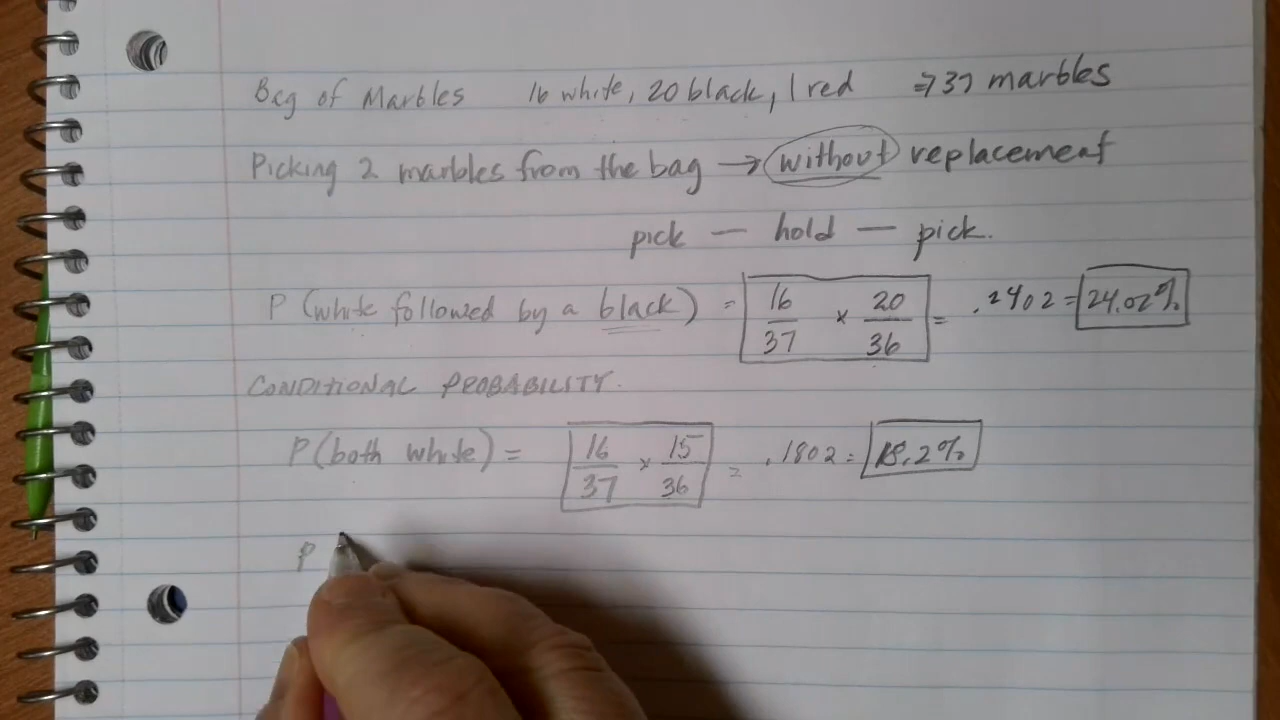 Bag of Marbles 16 white, 20 black, 1 red ⇒ 37 marbles
Picking 2 marbles from the bag → without replacement
pick — hold — pick.
P (white followed by a black) = 16/37 × 20/36 = .2402 = 24.02%
CONDITIONAL PROBABILITY.
P(both white) = 16/37 × 15/36 = .1802 = 18.2%
P